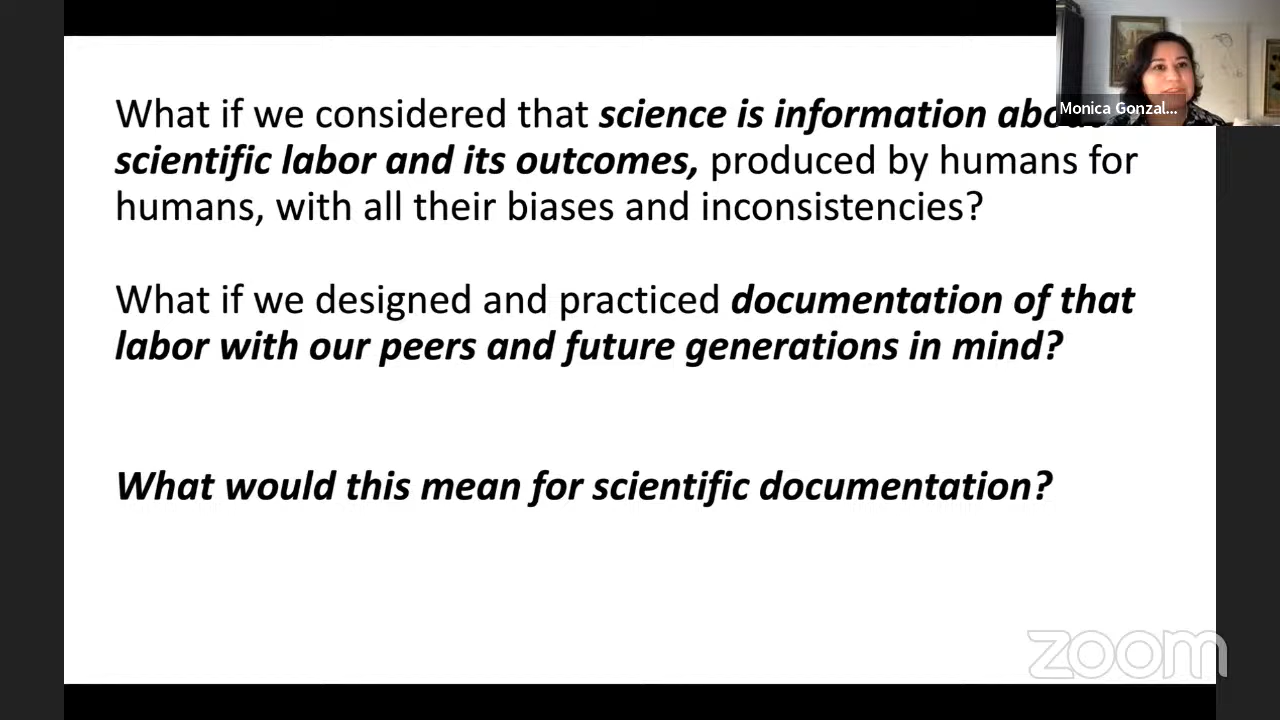 What if we considered that science is information
scientific labor and its outcomes, produced by humans for
humans, with all their biases and inconsistencies?
What if we designed and practiced documentation of that
labor with our peers and future generations in mind?
What would this mean for scientific documentation?
Monica Gonzal...
zoom